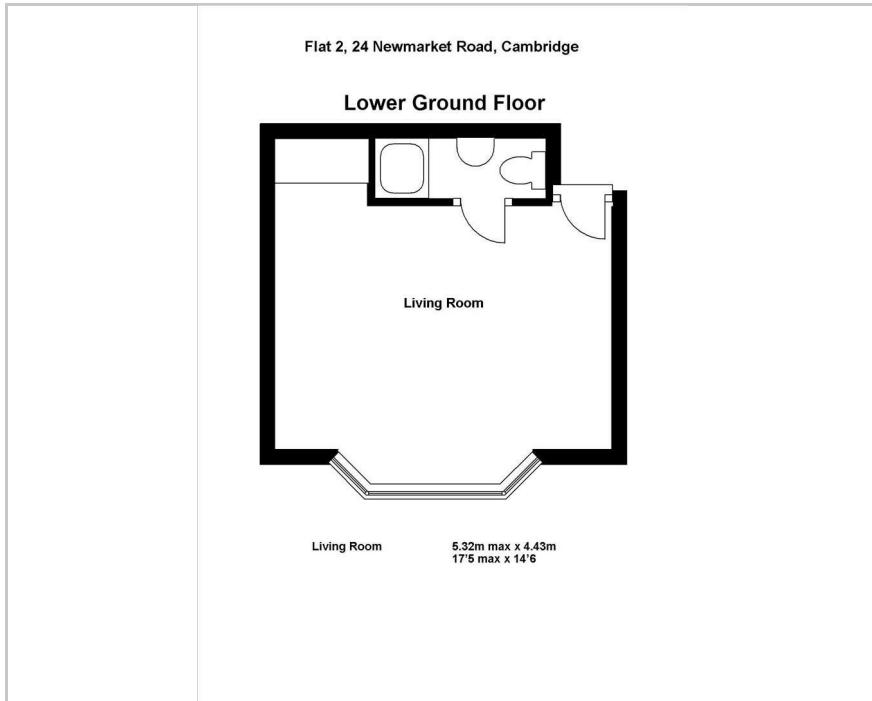 Flat 2, 24 Newmarket Road, Cambridge
Lower Ground Floor
Living Room
Living Room 5.32m max x 4.43m
17'5 max x 14'6